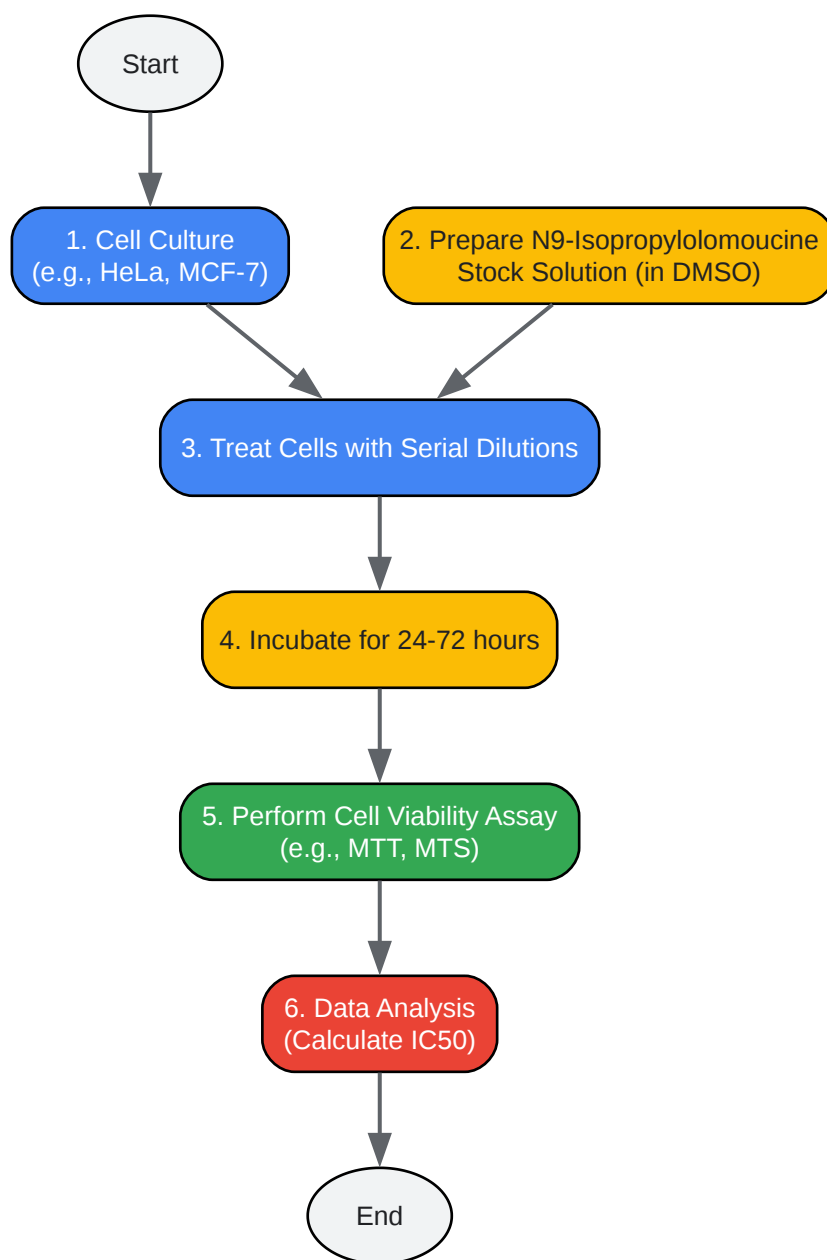 Start
1. Cell Culture
(e.g., HeLa, MCF-7)
2. Prepare N9-Isopropylolomoucine
Stock Solution (in DMSO)
3. Treat Cells with Serial Dilutions
4. Incubate for 24-72 hours
5. Perform Cell Viability Assay
(e.g., MTT, MTS)
6. Data Analysis
(Calculate IC50)
End